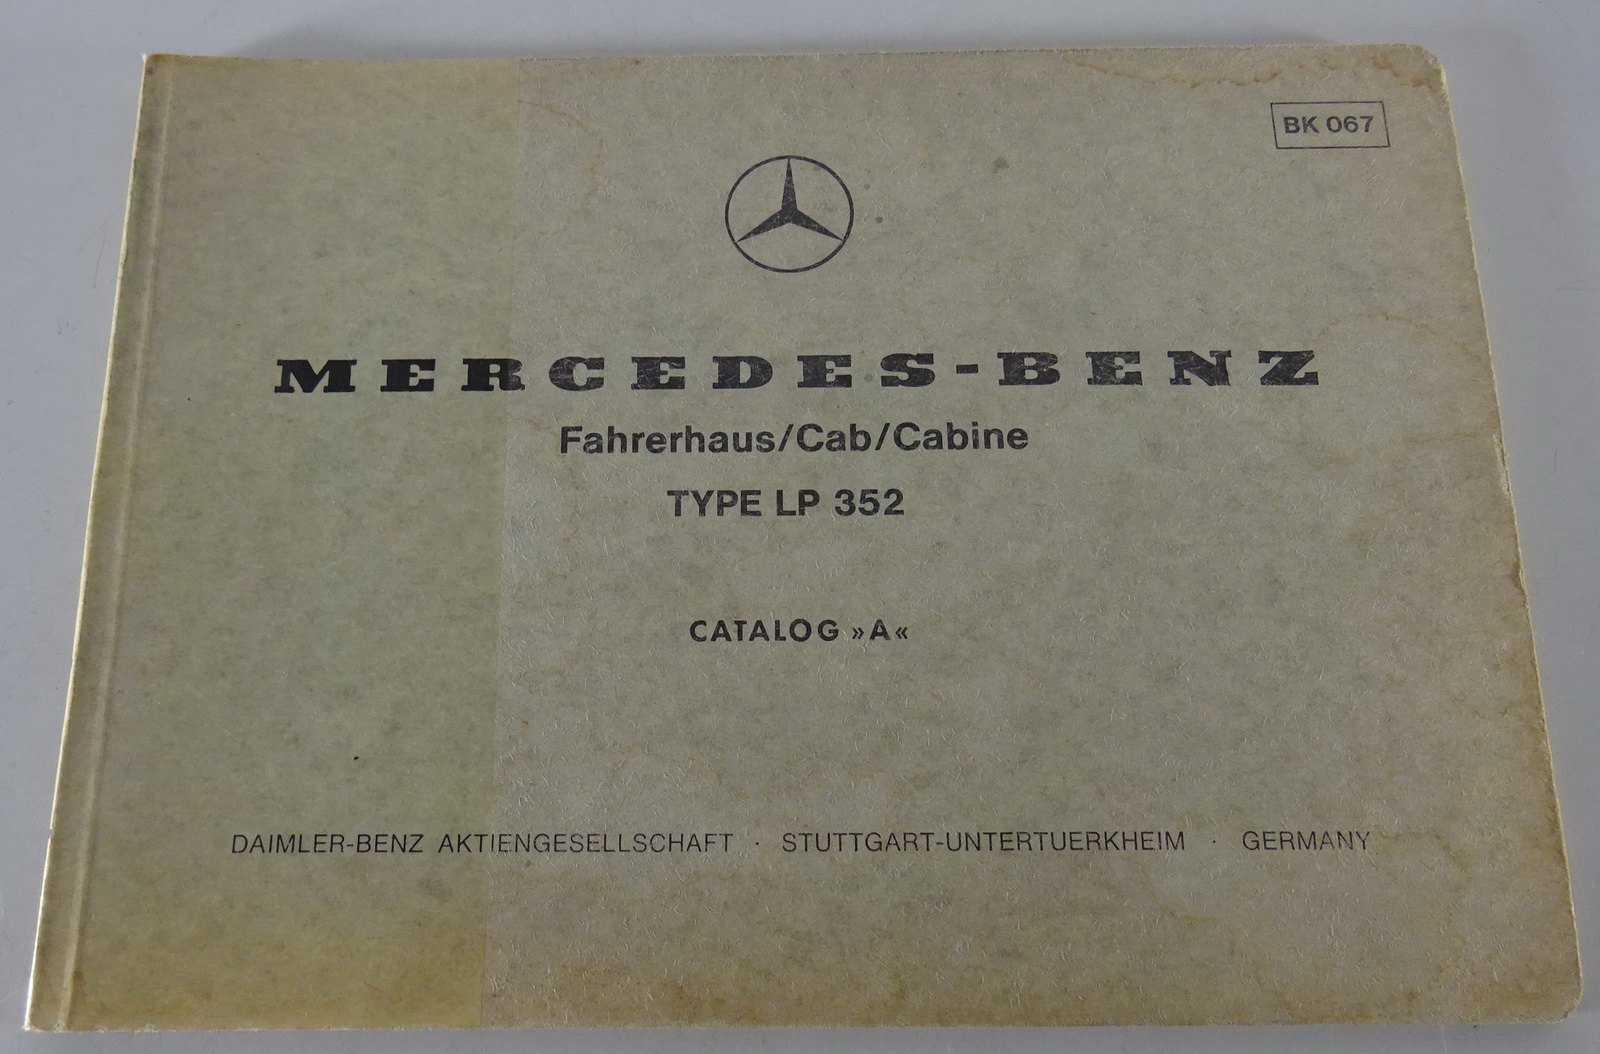 BK 067
MERCEDES-BENZ
Fahrerhaus/Cab/Cabine
TYPE LP 352
CATALOG »A«
DAIMLER-BENZ AKTIENGESELLSCHAFT · STUTTGART-UNTERTUERKHEIM · GERMANY